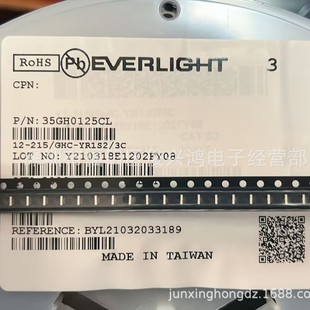 RoHS Pb EVERLIGHT 3
CPN:
P/N: 35GH0125CL
12-215/GHC-YR1S2/3C
LOT NO: Y210318E1202FY08
REFERENCE: BYL21032033189
MADE IN TAIWAN
junxinghongdz.1688.com